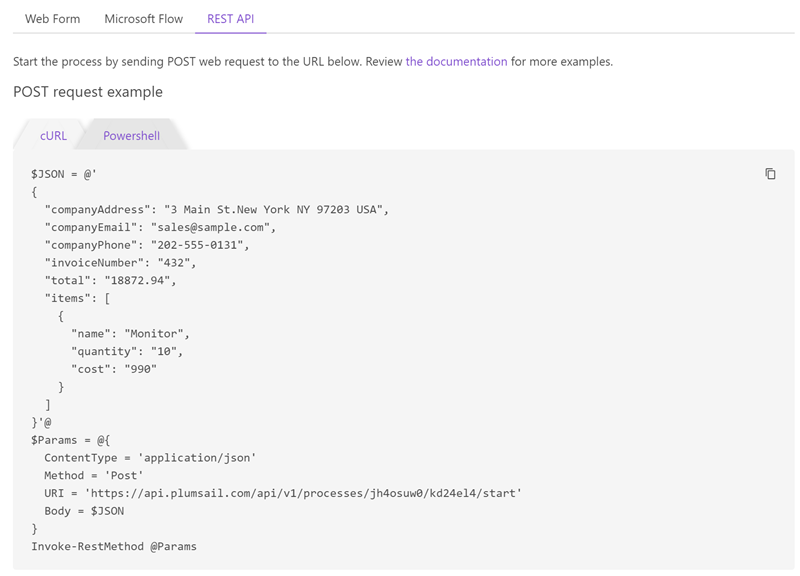 Web Form Microsoft Flow REST API
Start the process by sending POST web request to the URL below. Review the documentation for more examples.
POST request example
cURL Powershell
$JSON = @'
{
  "companyAddress": "3 Main St.New York NY 97203 USA",
  "companyEmail": "sales@sample.com",
  "companyPhone": "202-555-0131",
  "invoiceNumber": "432",
  "total": "18872.94",
  "items": [
    {
      "name": "Monitor",
      "quantity": "10",
      "cost": "990"
    }
  ]
}'@
$Params = @{
  ContentType = 'application/json'
  Method = 'Post'
  URI = 'https://api.plumsail.com/api/v1/processes/jh4osuw0/kd24el4/start'
  Body = $JSON
}
Invoke-RestMethod @Params